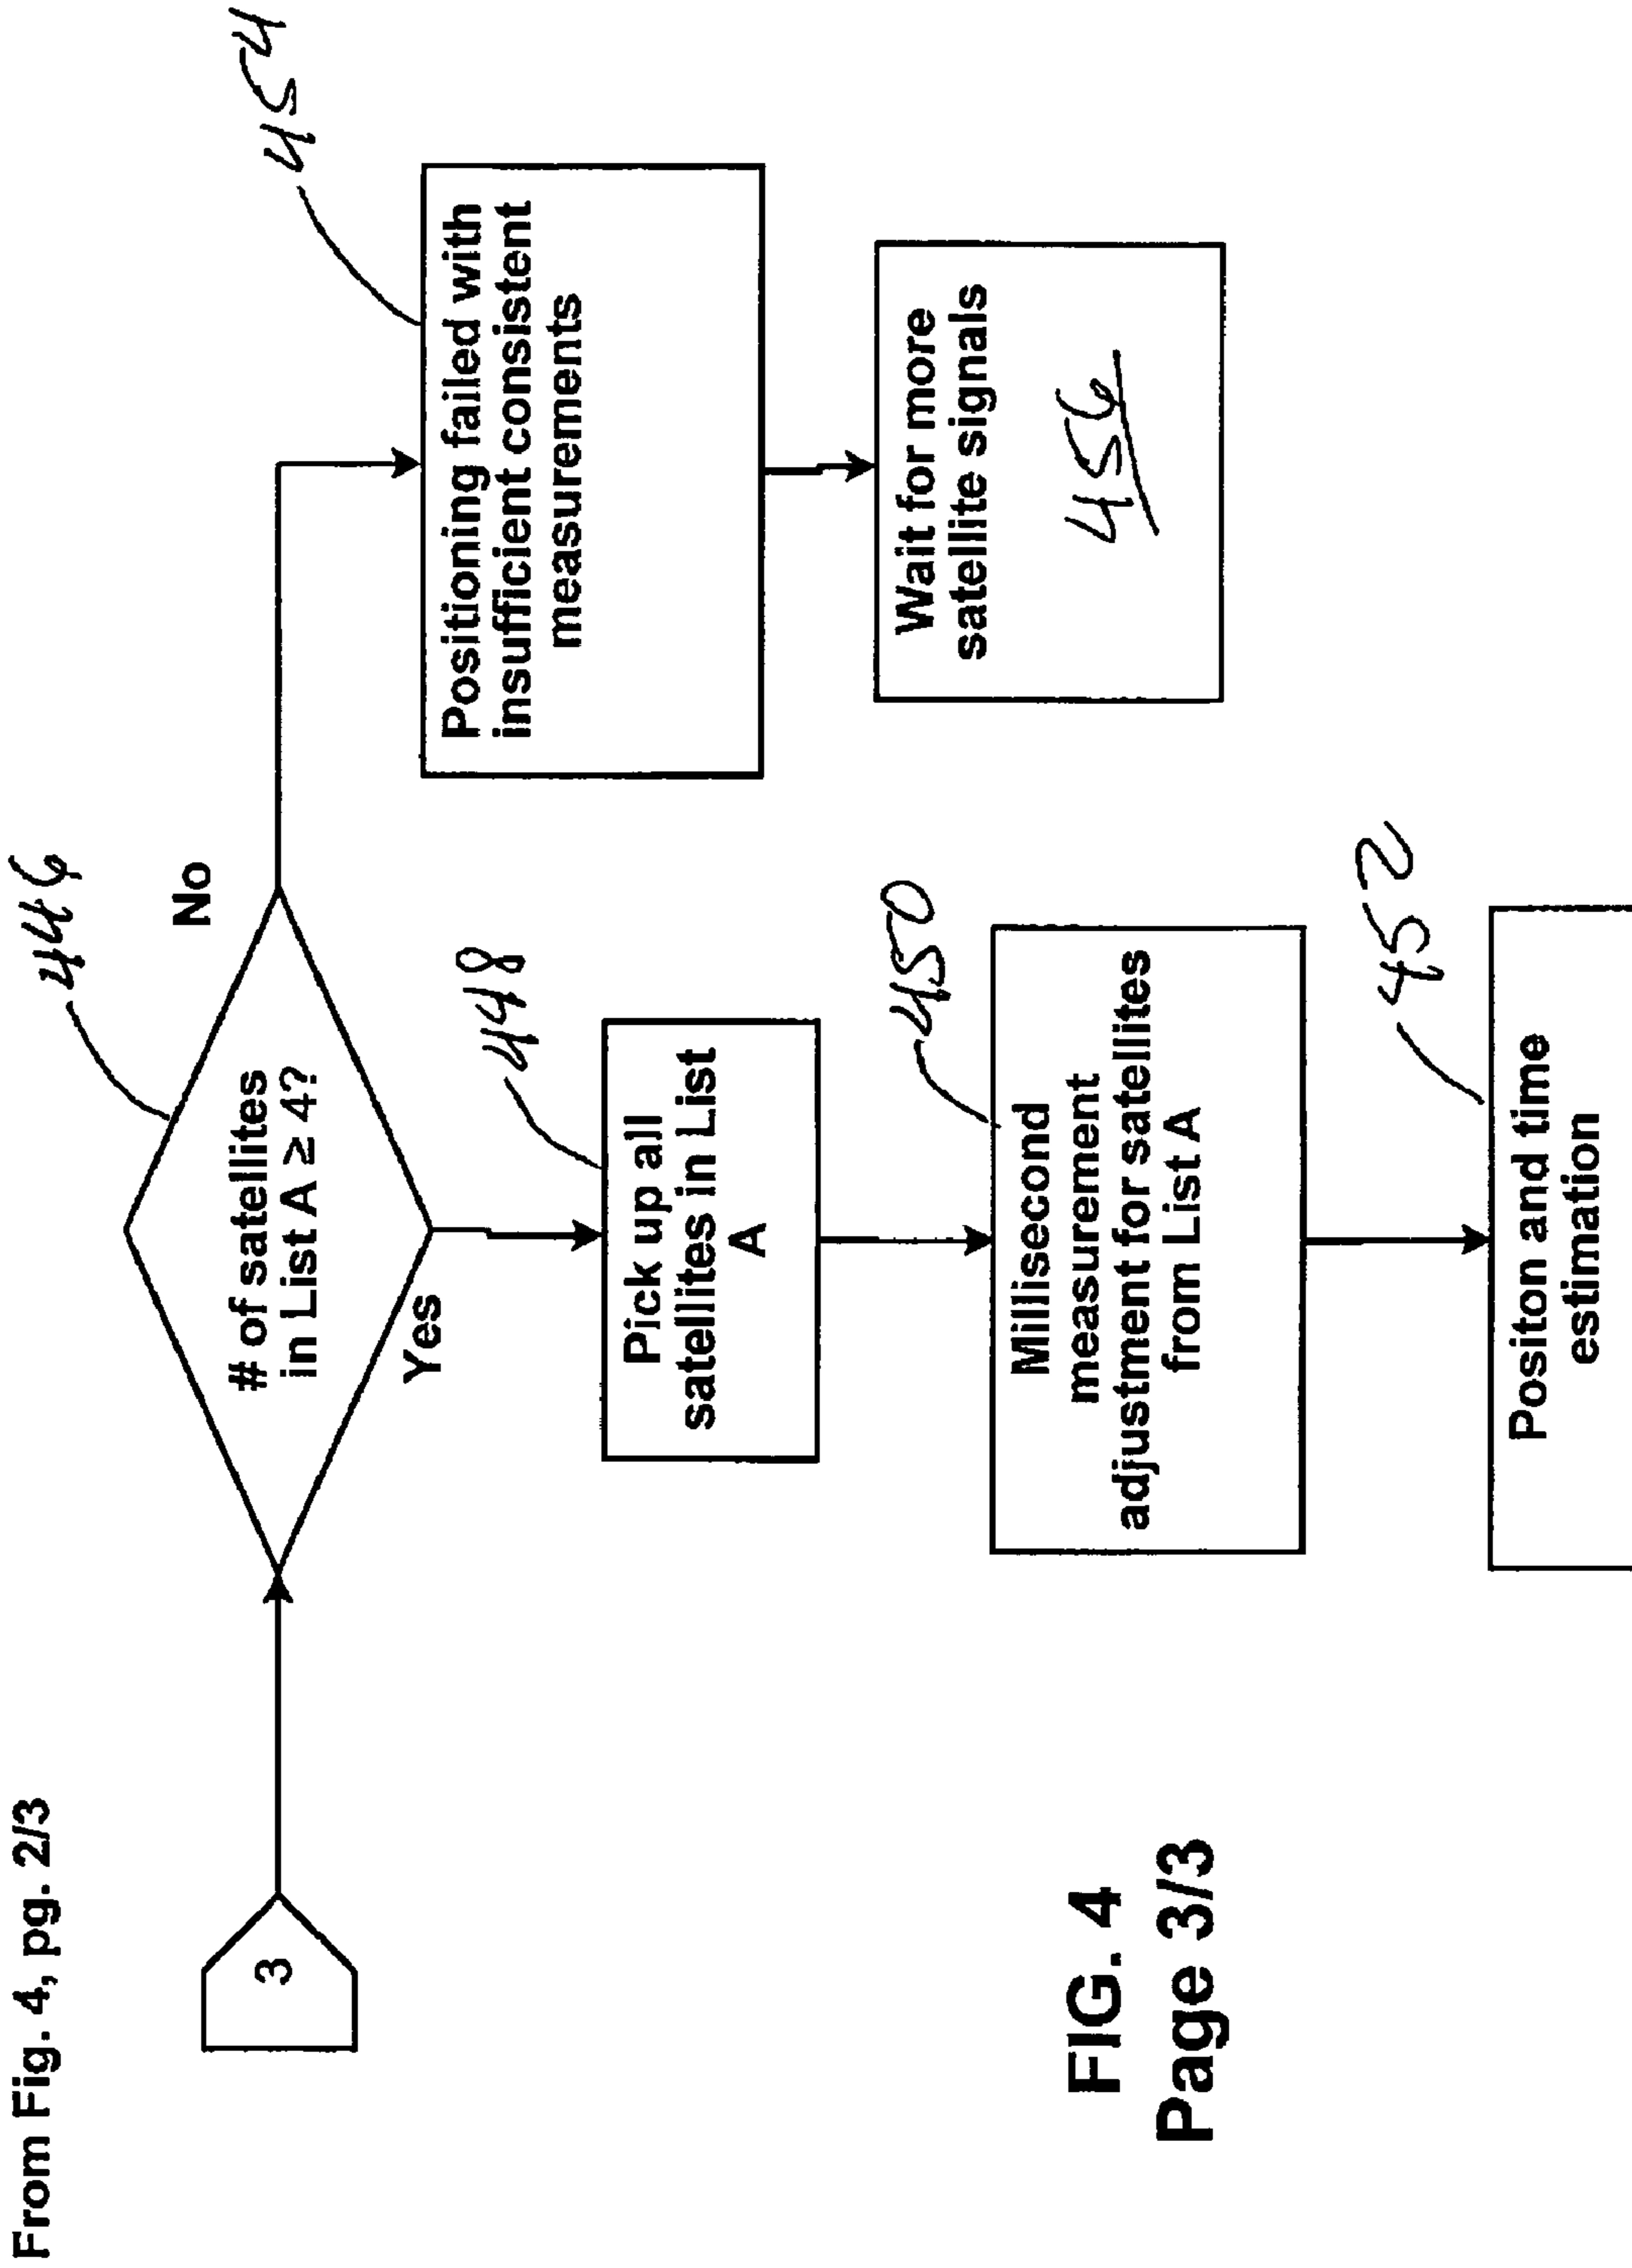 From Fig. 4, pg. 2/3
3
446
# of satellites
in List A ≥ 4?
No
Yes
448
Pick up all
satellites in List
A
450
Millisecond
measurement
adjustment for satellites
from List A
452
Positon and time
estimation
454
Positioning failed with
insufficient consistent
measurements
Wait for more
satellite signals
456
FIG. 4
Page 3/3